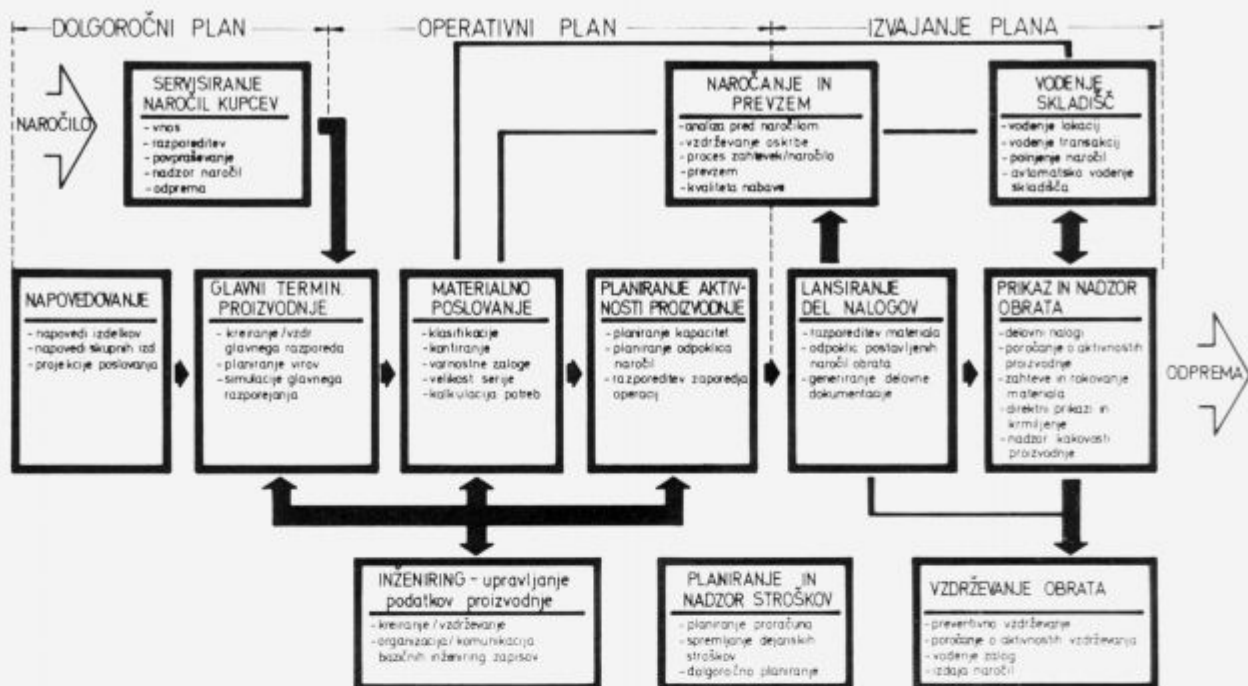 DOLGOROČNI PLAN
OPERATIVNI PLAN
IZVAJANJE PLANA
NAROČILO
SERVISIRANJE
NAROČIL KUPCEV
- vnos
- razporeditev
- povpraševanje
- nadzor naročil
- odprema
NAROČANJE IN
PREVZEM
- analiza pred naročilom
- vzdrževanje oskrbe
- proces zahtevek/naročilo
- prevzem
- kvaliteta nabave
VODENJE
SKLADIŠČ
- vodenje lokacij
- vodenje transakcij
- polnjenje naročil
- avtomatsko vodenje
skladišča
NAPOVEDOVANJE
- napovedi izdelkov
- napovedi skupnih izd.
- projekcije poslovanja
GLAVNI TERMIN.
PROIZVODNJE
- kreiranje/vzdr
glavnega razporeda
- planiranje virov
- simulacije glavnega
razporejanja
MATERIALNO
POSLOVANJE
- klasifikacije
- kontiranje
- varnostne zaloge
- velikost serije
- kalkulacija potreb
PLANIRANJE AKTIV-
NOSTI PROIZVODNJE
- planiranje kapacitet
- planiranje odpoklica
naročil
- razporeditev zaporedja
operacij
LANSIRANJE
DEL. NALOGOV
- razporeditev materiala
- odpoklic postavljenih
naročil obrata
- generiranje delovne
dokumentacije
PRIKAZ IN NADZOR
OBRATA
- delovni nalogi
- poročanje o aktivnostih
proizvodnje
- zahteve in rokovanje
materiala
- direktni prikazi in
krmiljenje
- nadzor kakovosti
proizvodnje
ODPREMA
INŽENIRING - upravljanje
podatkov proizvodnje
- kreiranje/vzdrževanje
- organizacija/komunikacija
bazičnih inženiring zapisov
PLANIRANJE IN
NADZOR STROŠKOV
- planiranje proračuna
- spremljanje dejanskih
stroškov
- dolgoročno planiranje
VZDRŽEVANJE OBRATA
- preventivno vzdrževanje
- poročanje o aktivnostih vzdrževanja
- vodenje zalog
- izdaja naročil